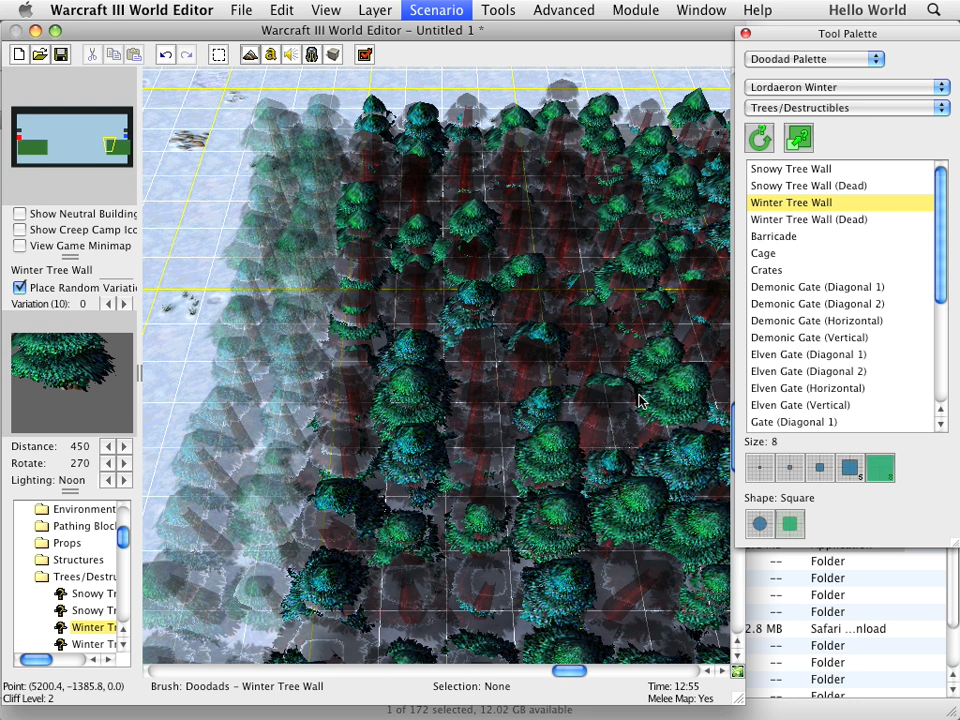 Warcraft III World Editor File Edit View Layer Scenario Tools Advanced Module Window Help Hello World
Warcraft III World Editor - Untitled 1 *
Show Neutral Building
Show Creep Camp Ico
View Game Minimap
Winter Tree Wall
Place Random Variatio
Variation (10): 0
Distance: 450
Rotate: 270
Lighting: Noon
Environment
Pathing Block
Props
Structures
Trees/Destru
Snowy Tr
Snowy Tr
Winter Tr
Winter Tr
Point: (5200.4, -1385.8, 0.0)
Cliff Level: 2
Brush: Doodads - Winter Tree Wall
Selection: None
Time: 12:55
Melee Map: Yes
Tool Palette
Doodad Palette
Lordaeron Winter
Trees/Destructibles
Snowy Tree Wall
Snowy Tree Wall (Dead)
Winter Tree Wall
Winter Tree Wall (Dead)
Barricade
Cage
Crates
Demonic Gate (Diagonal 1)
Demonic Gate (Diagonal 2)
Demonic Gate (Horizontal)
Demonic Gate (Vertical)
Elven Gate (Diagonal 1)
Elven Gate (Diagonal 2)
Elven Gate (Horizontal)
Elven Gate (Vertical)
Gate (Diagonal 1)
Size: 8
S S
Shape: Square
-- Folder
-- Folder
-- Folder
-- Folder
2.8 MB Safari ...nload
-- Folder
-- Folder
-- Folder
1 of 172 selected, 12.02 GB available